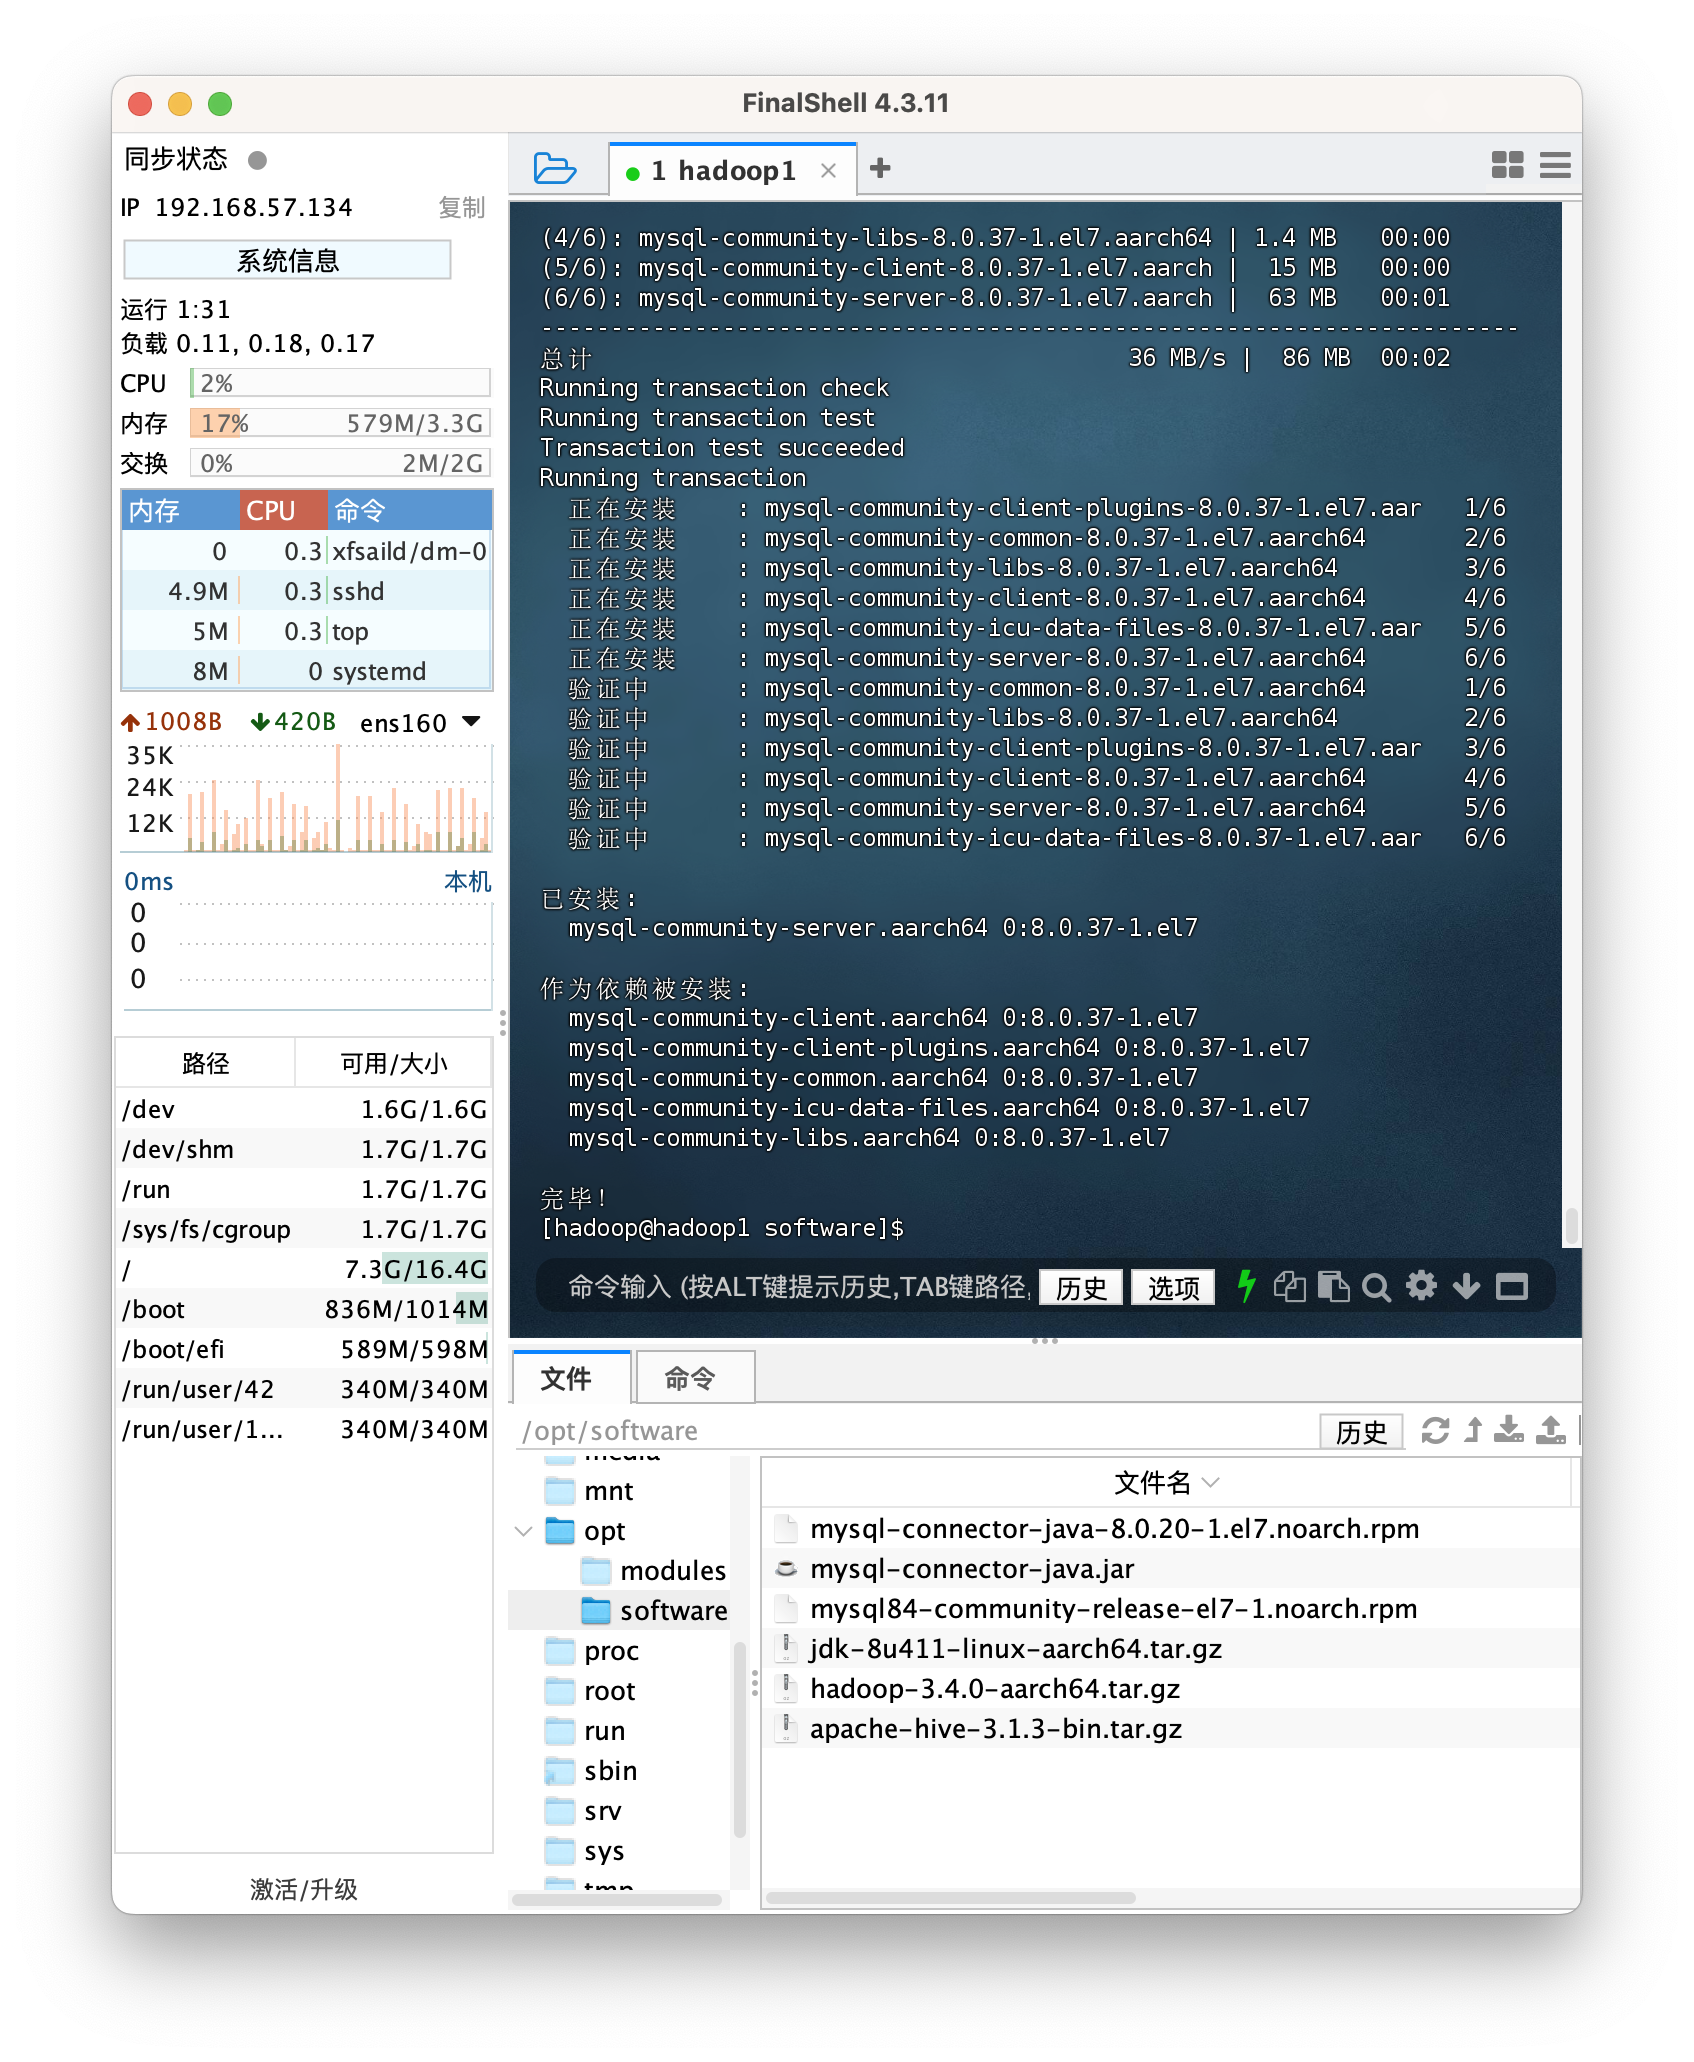 FinalShell 4.3.11
同步状态
IP 192.168.57.134 复制
系统信息
运行 1:31
负载 0.11, 0.18, 0.17
CPU 2%
内存 17% 579M/3.3G
交换 0% 2M/2G
内存 CPU 命令
0 0.3 xfsaild/dm-0
4.9M 0.3 sshd
5M 0.3 top
8M 0 systemd
1008B 420B ens160
35K
24K
12K
0ms 本机
0
0
0
路径 可用/大小
/dev 1.6G/1.6G
/dev/shm 1.7G/1.7G
/run 1.7G/1.7G
/sys/fs/cgroup 1.7G/1.7G
/ 7.3G/16.4G
/boot 836M/1014M
/boot/efi 589M/598M
/run/user/42 340M/340M
/run/user/1... 340M/340M
激活/升级
1 hadoop1
(4/6): mysql-community-libs-8.0.37-1.el7.aarch64 | 1.4 MB 00:00
(5/6): mysql-community-client-8.0.37-1.el7.aarch | 15 MB 00:00
(6/6): mysql-community-server-8.0.37-1.el7.aarch | 63 MB 00:01
----------------------------------------------------------------------
总计 36 MB/s | 86 MB 00:02
Running transaction check
Running transaction test
Transaction test succeeded
Running transaction
正在安装 : mysql-community-client-plugins-8.0.37-1.el7.aar 1/6
正在安装 : mysql-community-common-8.0.37-1.el7.aarch64 2/6
正在安装 : mysql-community-libs-8.0.37-1.el7.aarch64 3/6
正在安装 : mysql-community-client-8.0.37-1.el7.aarch64 4/6
正在安装 : mysql-community-icu-data-files-8.0.37-1.el7.aar 5/6
正在安装 : mysql-community-server-8.0.37-1.el7.aarch64 6/6
验证中 : mysql-community-common-8.0.37-1.el7.aarch64 1/6
验证中 : mysql-community-libs-8.0.37-1.el7.aarch64 2/6
验证中 : mysql-community-client-plugins-8.0.37-1.el7.aar 3/6
验证中 : mysql-community-client-8.0.37-1.el7.aarch64 4/6
验证中 : mysql-community-server-8.0.37-1.el7.aarch64 5/6
验证中 : mysql-community-icu-data-files-8.0.37-1.el7.aar 6/6
已安装:
mysql-community-server.aarch64 0:8.0.37-1.el7
作为依赖被安装:
mysql-community-client.aarch64 0:8.0.37-1.el7
mysql-community-client-plugins.aarch64 0:8.0.37-1.el7
mysql-community-common.aarch64 0:8.0.37-1.el7
mysql-community-icu-data-files.aarch64 0:8.0.37-1.el7
mysql-community-libs.aarch64 0:8.0.37-1.el7
完毕!
[hadoop@hadoop1 software]$
命令输入 (按ALT键提示历史,TAB键路径, 历史 选项
文件 命令
/opt/software 历史
media
mnt
opt
modules
software
proc
root
run
sbin
srv
sys
tmp
文件名
mysql-connector-java-8.0.20-1.el7.noarch.rpm
mysql-connector-java.jar
mysql84-community-release-el7-1.noarch.rpm
jdk-8u411-linux-aarch64.tar.gz
hadoop-3.4.0-aarch64.tar.gz
apache-hive-3.1.3-bin.tar.gz